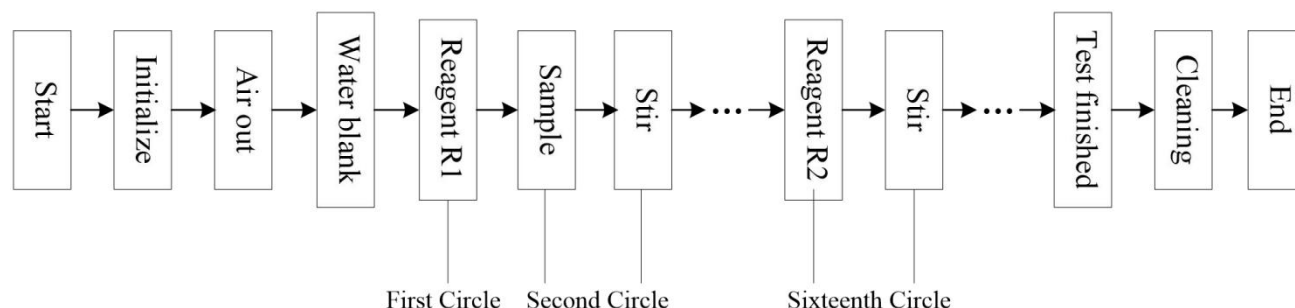 Start
Initialize
Air out
Water blank
Reagent R1
Sample
Stir
...
Reagent R2
Stir
...
Test finished
Cleaning
End
First Circle
Second Circle
Sixteenth Circle